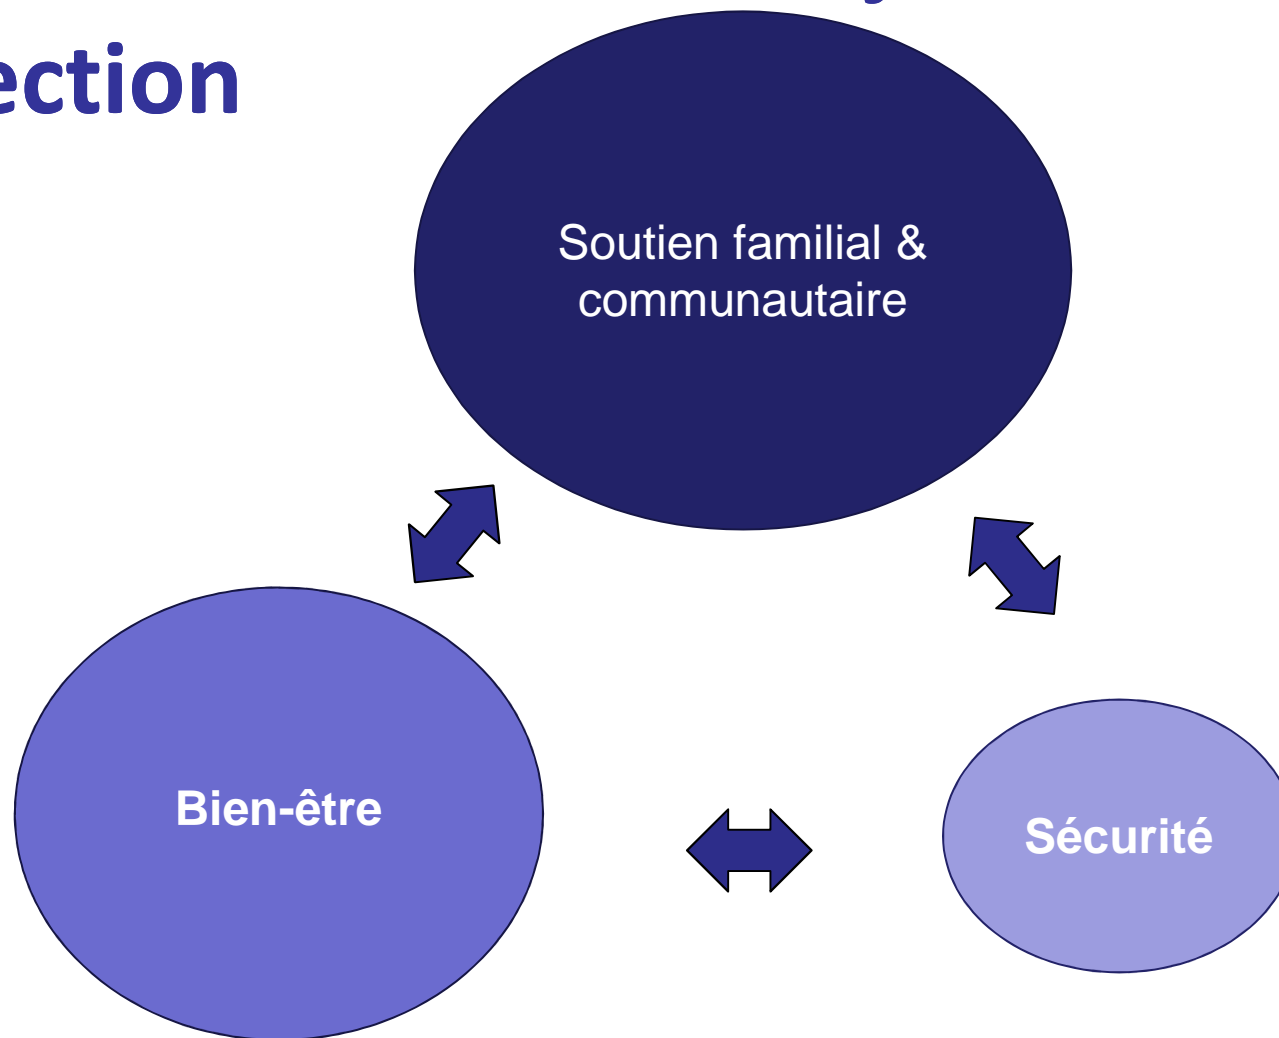 ection
Soutien familial &
communautaire
Bien-être
Sécurité